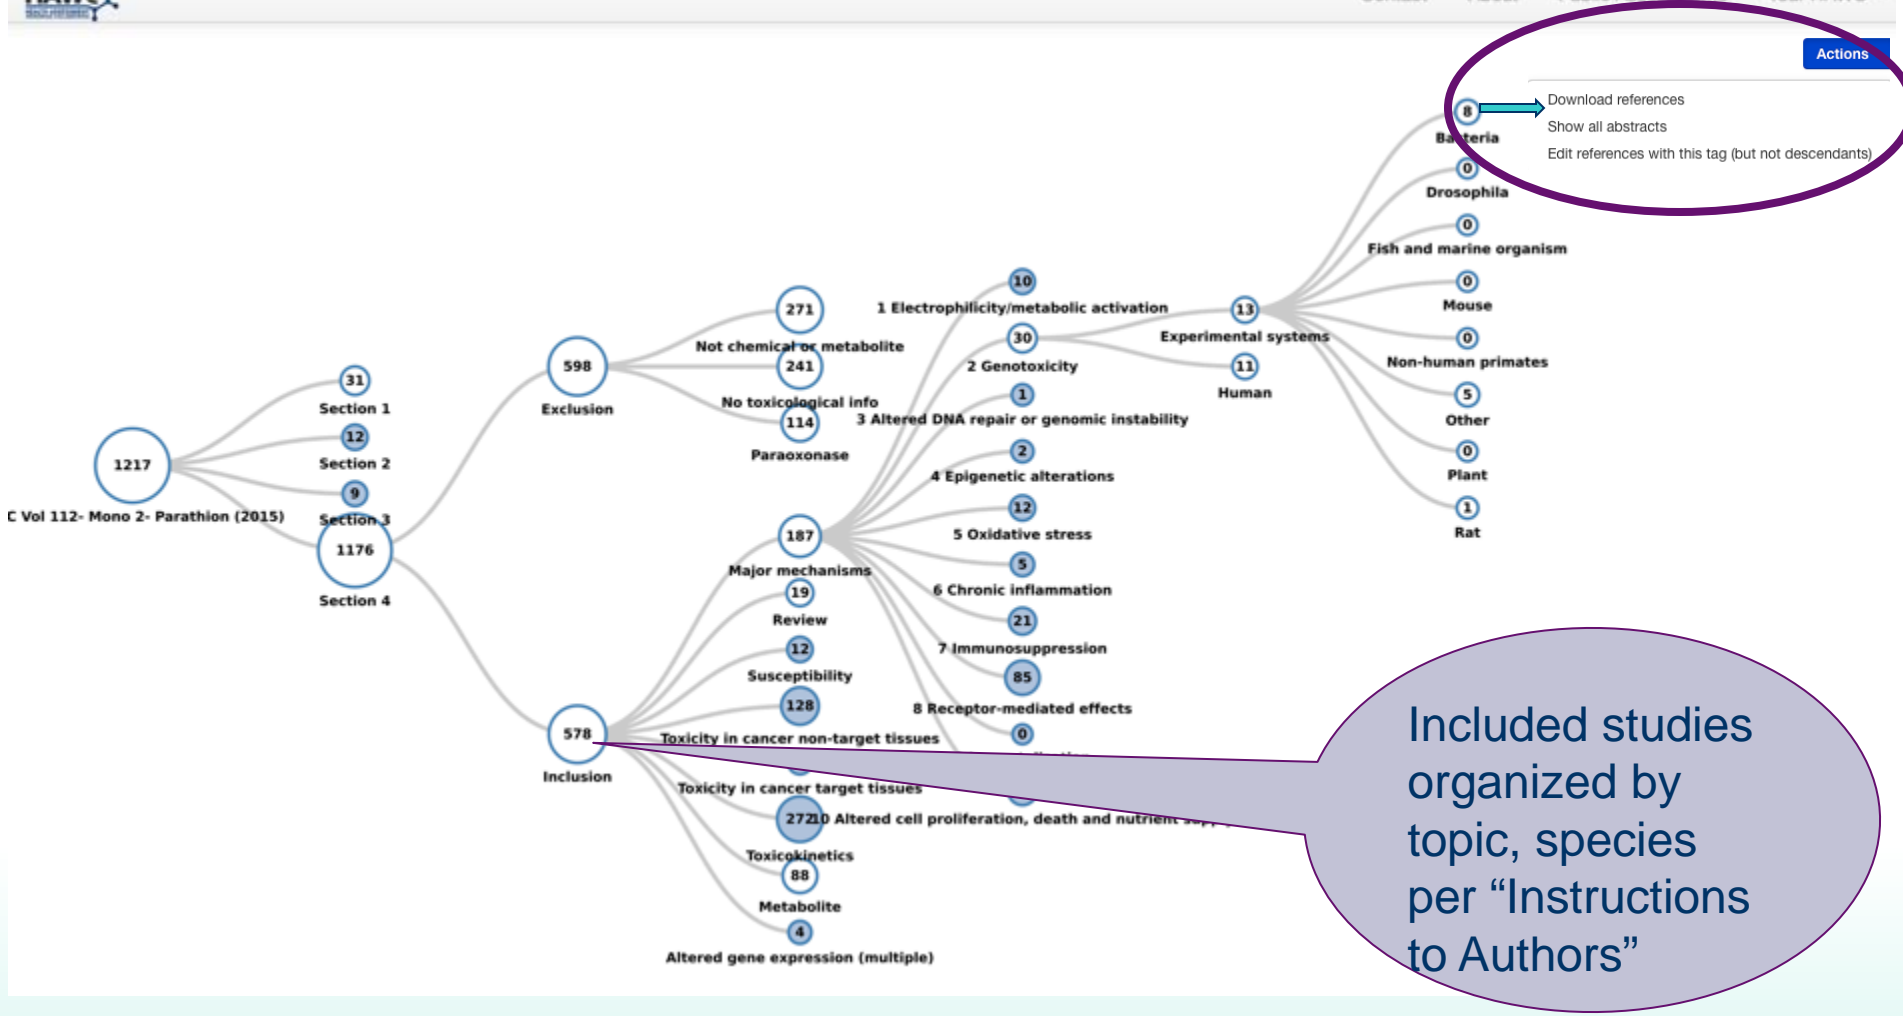 Actions
Download references
Show all abstracts
Edit references with this tag (but not descendants)
8
Bacteria
0
Drosophila
0
Fish and marine organism
0
Mouse
0
Non-human primates
5
Other
0
Plant
1
Rat
13
Experimental systems
11
Human
10
1 Electrophilicity/metabolic activation
30
2 Genotoxicity
1
3 Altered DNA repair or genomic instability
2
4 Epigenetic alterations
12
5 Oxidative stress
5
6 Chronic inflammation
21
7 Immunosuppression
85
8 Receptor-mediated effects
0
10 Altered cell proliferation, death and nutrient
271
Not chemical or metabolite
241
No toxicological info
114
Paraoxonase
598
Exclusion
187
Major mechanisms
19
Review
12
Susceptibility
128
Toxicity in cancer non-target tissues
Toxicity in cancer target tissues
272
Toxicokinetics
88
Metabolite
4
Altered gene expression (multiple)
578
Inclusion
31
Section 1
12
Section 2
9
Section 3
1176
Section 4
1217
C Vol 112- Mono 2- Parathion (2015)
Included studies
organized by
topic, species
per “Instructions
to Authors”